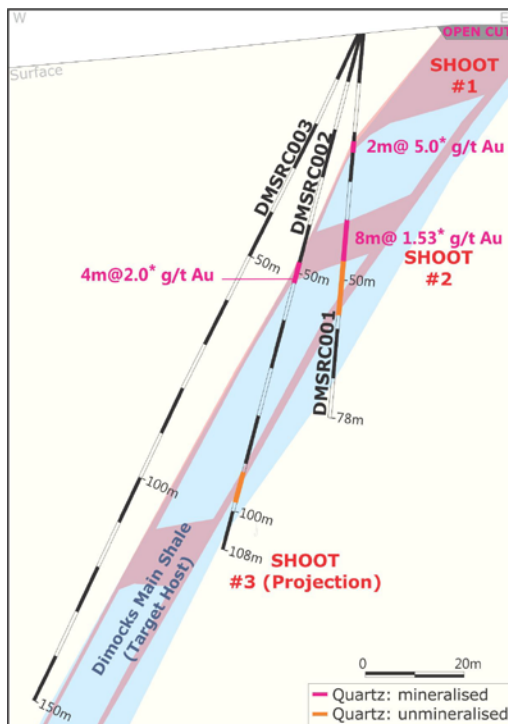 W
E
OPEN CUT
Surface
SHOOT
#1
DMSRC003
DMSRC002
2m@ 5.0* g/t Au
8m@ 1.53* g/t Au
-50m
4m@2.0* g/t Au
-50m
-50m
SHOOT
#2
DMSRC001
-78m
-100m
-100m
-108m
SHOOT
#3 (Projection)
Dimocks Main Shale
(Target Host)
-150m
0 20m
Quartz: mineralised
Quartz: unmineralised